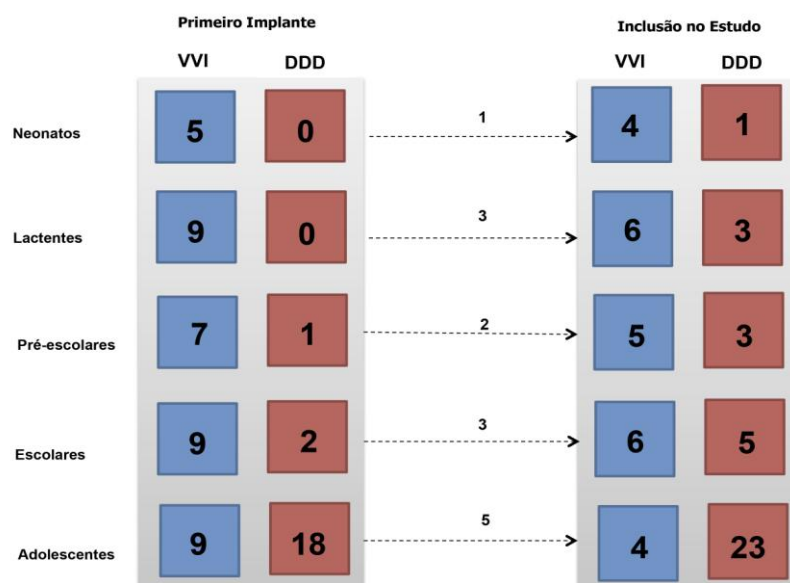 Primeiro Implante
Inclusão no Estudo
VVI DDD
VVI DDD
Neonatos 5 0 1 4 1
Lactentes 9 0 3 6 3
Pré-escolares 7 1 2 5 3
Escolares 9 2 3 6 5
Adolescentes 9 18 5 4 23